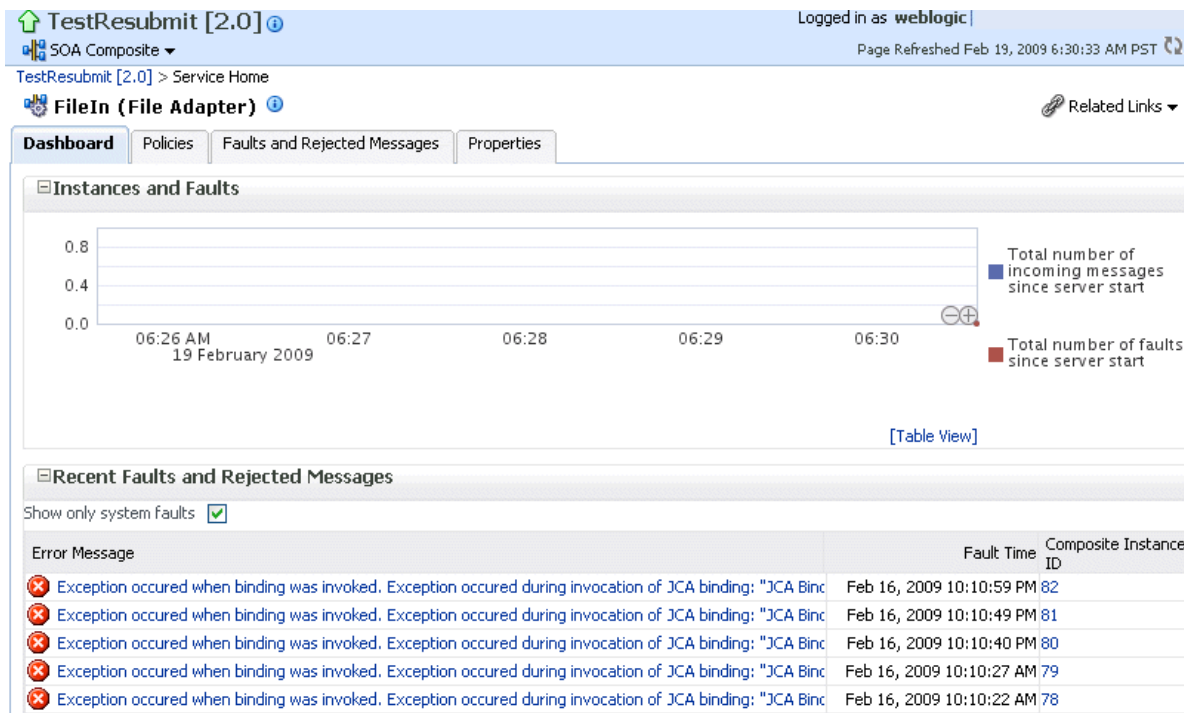 TestResubmit [2.0]
Logged in as weblogic
SOA Composite
Page Refreshed Feb 19, 2009 6:30:33 AM PST
TestResubmit [2.0] > Service Home
FileIn (File Adapter)
Related Links
Dashboard
Policies
Faults and Rejected Messages
Properties
Instances and Faults
0.8
0.4
0.0
06:26 AM
06:27
06:28
06:29
06:30
19 February 2009
Total number of
incoming messages
since server start
Total number of faults
since server start
[Table View]
Recent Faults and Rejected Messages
Show only system faults
Error Message
Fault Time
Composite Instance
ID
Exception occured when binding was invoked. Exception occured during invocation of JCA binding: "JCA Binc Feb 16, 2009 10:10:59 PM 82
Exception occured when binding was invoked. Exception occured during invocation of JCA binding: "JCA Binc Feb 16, 2009 10:10:49 PM 81
Exception occured when binding was invoked. Exception occured during invocation of JCA binding: "JCA Binc Feb 16, 2009 10:10:40 PM 80
Exception occured when binding was invoked. Exception occured during invocation of JCA binding: "JCA Binc Feb 16, 2009 10:10:27 AM 79
Exception occured when binding was invoked. Exception occured during invocation of JCA binding: "JCA Binc Feb 16, 2009 10:10:22 AM 78